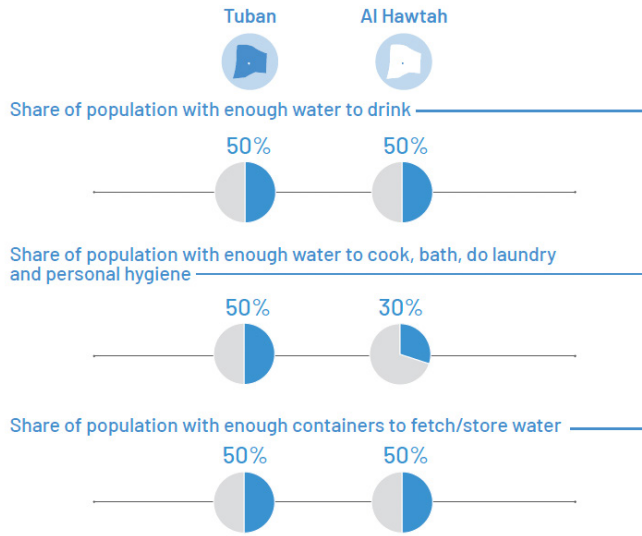 Tuban Al Hawtah
Share of population with enough water to drink
50% 50%
Share of population with enough water to cook, bath, do laundry
and personal hygiene
50% 30%
Share of population with enough containers to fetch/store water
50% 50%